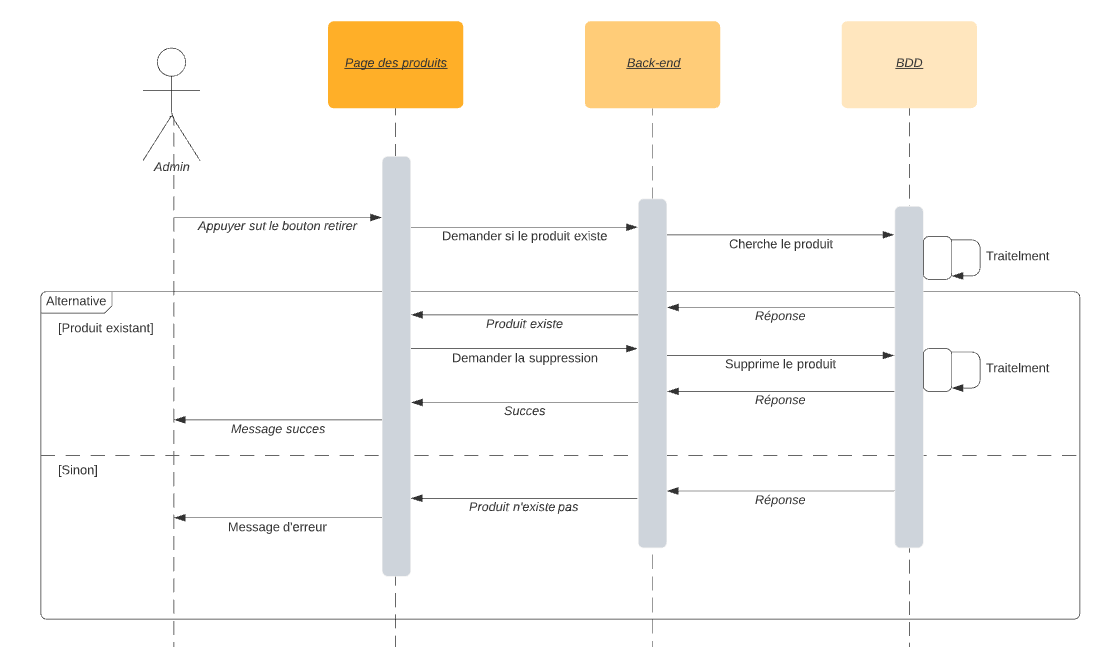 Page des produits
Back-end
BDD
Admin
Appuyer sut le bouton retirer
Demander si le produit existe
Cherche le produit
Traitelment
Alternative
[Produit existant]
Réponse
Produit existe
Demander la suppression
Supprime le produit
Traitelment
Réponse
Succes
Message succes
[Sinon]
Réponse
Produit n'existe pas
Message d'erreur